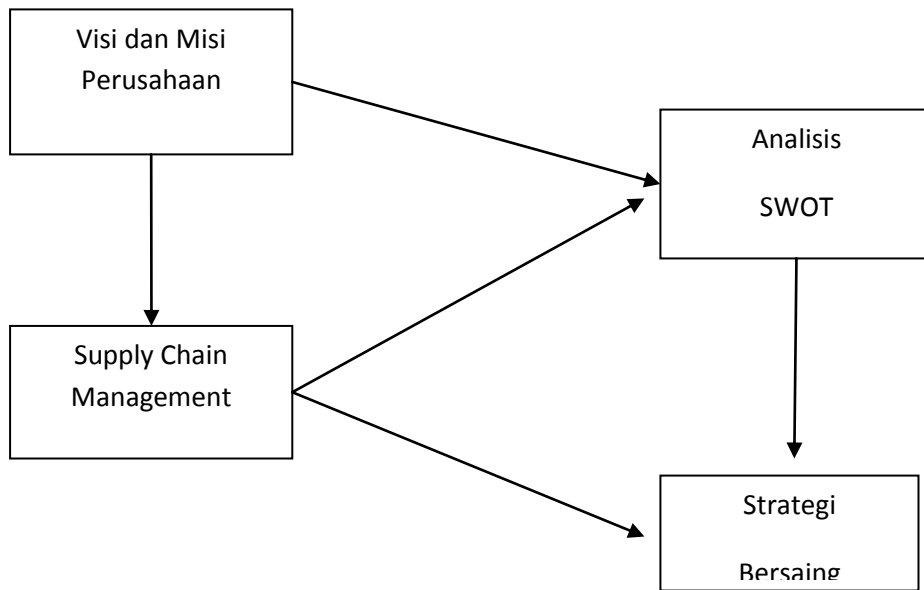 Visi dan Misi
Perusahaan
Analisis
SWOT
Supply Chain
Management
Strategi
Bersaing